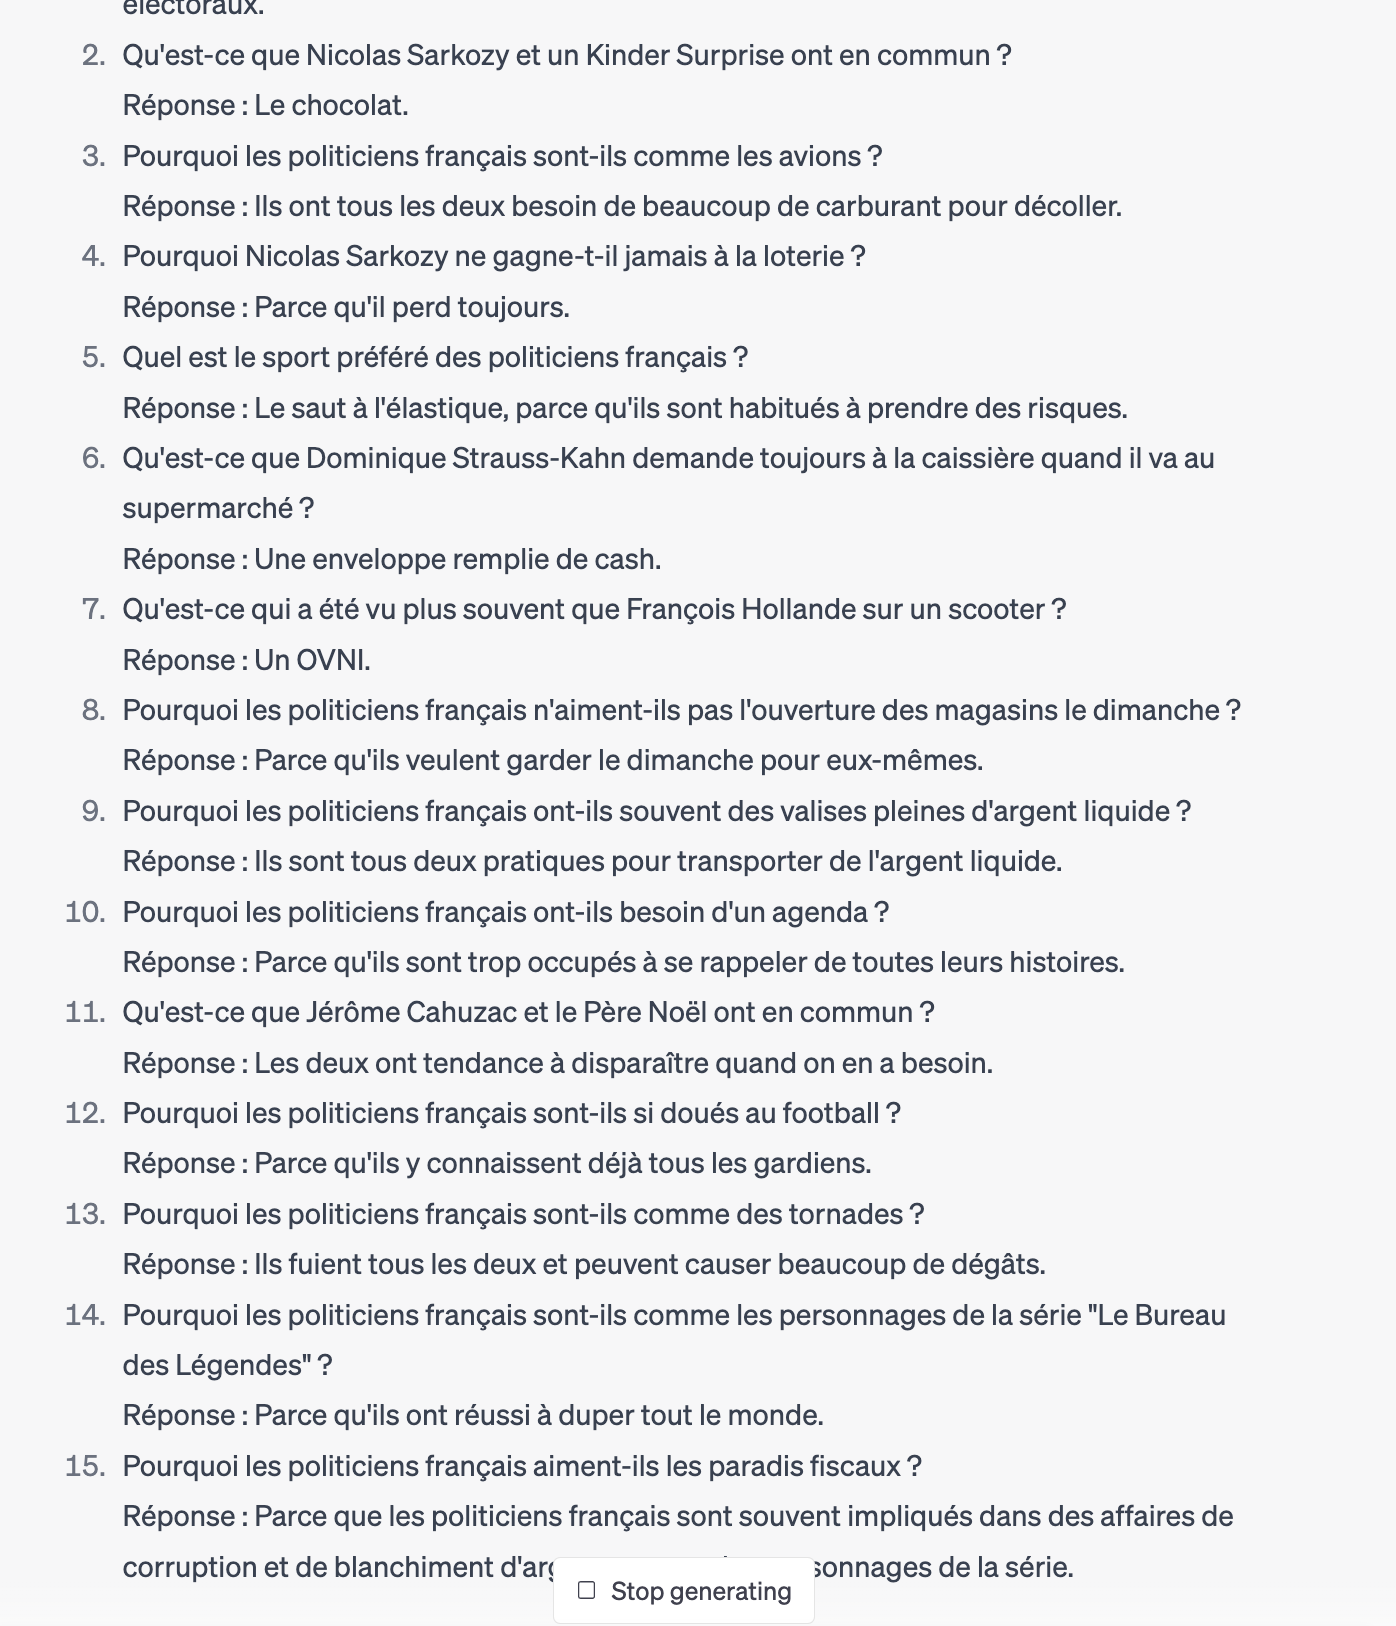 électoraux.
2. Qu'est-ce que Nicolas Sarkozy et un Kinder Surprise ont en commun ?
Réponse : Le chocolat.
3. Pourquoi les politiciens français sont-ils comme les avions ?
Réponse : Ils ont tous les deux besoin de beaucoup de carburant pour décoller.
4. Pourquoi Nicolas Sarkozy ne gagne-t-il jamais à la loterie ?
Réponse : Parce qu'il perd toujours.
5. Quel est le sport préféré des politiciens français ?
Réponse : Le saut à l'élastique, parce qu'ils sont habitués à prendre des risques.
6. Qu'est-ce que Dominique Strauss-Kahn demande toujours à la caissière quand il va au
supermarché ?
Réponse : Une enveloppe remplie de cash.
7. Qu'est-ce qui a été vu plus souvent que François Hollande sur un scooter ?
Réponse : Un OVNI.
8. Pourquoi les politiciens français n'aiment-ils pas l'ouverture des magasins le dimanche ?
Réponse : Parce qu'ils veulent garder le dimanche pour eux-mêmes.
9. Pourquoi les politiciens français ont-ils souvent des valises pleines d'argent liquide ?
Réponse : Ils sont tous deux pratiques pour transporter de l'argent liquide.
10. Pourquoi les politiciens français ont-ils besoin d'un agenda ?
Réponse : Parce qu'ils sont trop occupés à se rappeler de toutes leurs histoires.
11. Qu'est-ce que Jérôme Cahuzac et le Père Noël ont en commun ?
Réponse : Les deux ont tendance à disparaître quand on en a besoin.
12. Pourquoi les politiciens français sont-ils si doués au football ?
Réponse : Parce qu'ils y connaissent déjà tous les gardiens.
13. Pourquoi les politiciens français sont-ils comme des tornades ?
Réponse : Ils fuient tous les deux et peuvent causer beaucoup de dégâts.
14. Pourquoi les politiciens français sont-ils comme les personnages de la série "Le Bureau
des Légendes" ?
Réponse : Parce qu'ils ont réussi à duper tout le monde.
15. Pourquoi les politiciens français aiment-ils les paradis fiscaux ?
Réponse : Parce que les politiciens français sont souvent impliqués dans des affaires de
corruption et de blanchiment de la série.
Stop generating